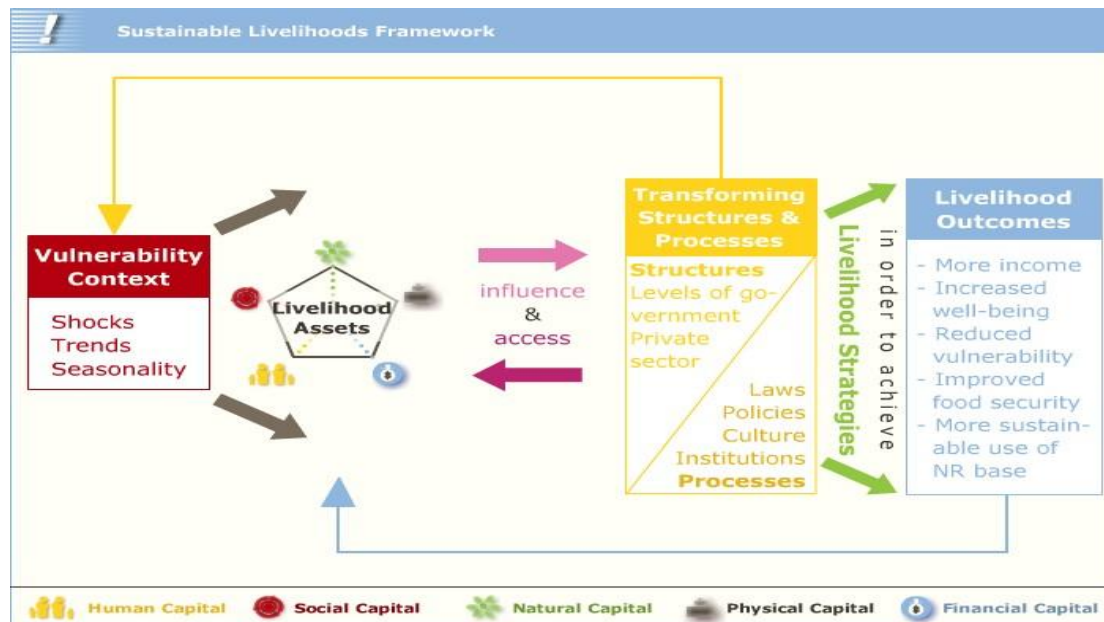 !
Sustainable Livelihoods Framework
Vulnerability
Context
Shocks
Trends
Seasonality
Livelihood
Assets
influence
&
access
Transforming
Structures &
Processes
Structures
Levels of go-
vernment
Private
sector
Laws
Policies
Culture
Institutions
Processes
Livelihood Strategies
in order to achieve
Livelihood
Outcomes
- More income
- Increased
well-being
- Reduced
vulnerability
- Improved
food security
- More sustain-
able use of
NR base
Human Capital
Social Capital
Natural Capital
Physical Capital
Financial Capital